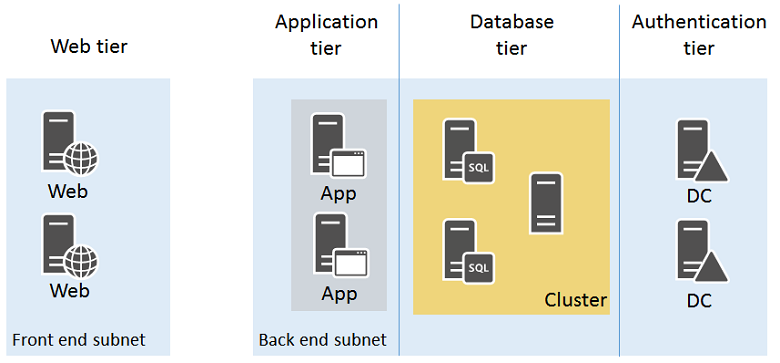 Web tier
Application
tier
Database
tier
Authentication
tier
Web
Web
Front end subnet
App
App
Back end subnet
SQL
SQL
Cluster
DC
DC